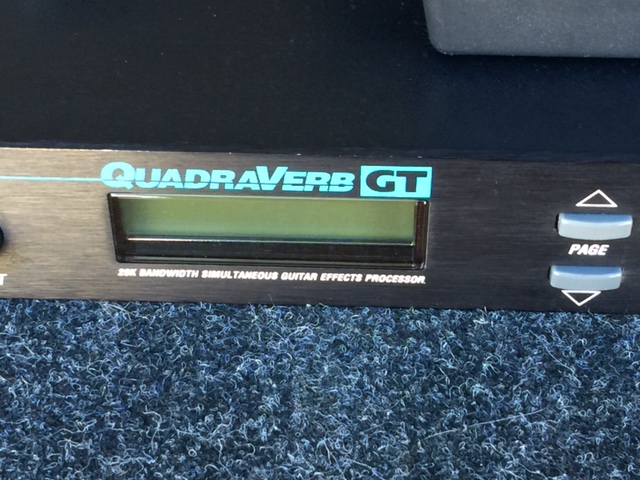 QUADRAVERB GT
20K BANDWIDTH SIMULTANEOUS GUITAR EFFECTS PROCESSOR
PAGE
T